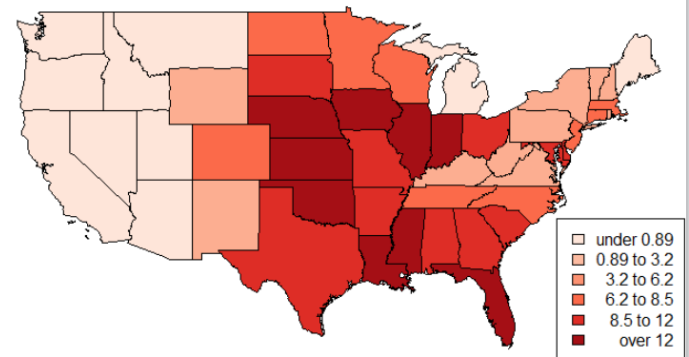 under 0.89
0.89 to 3.2
3.2 to 6.2
6.2 to 8.5
8.5 to 12
over 12